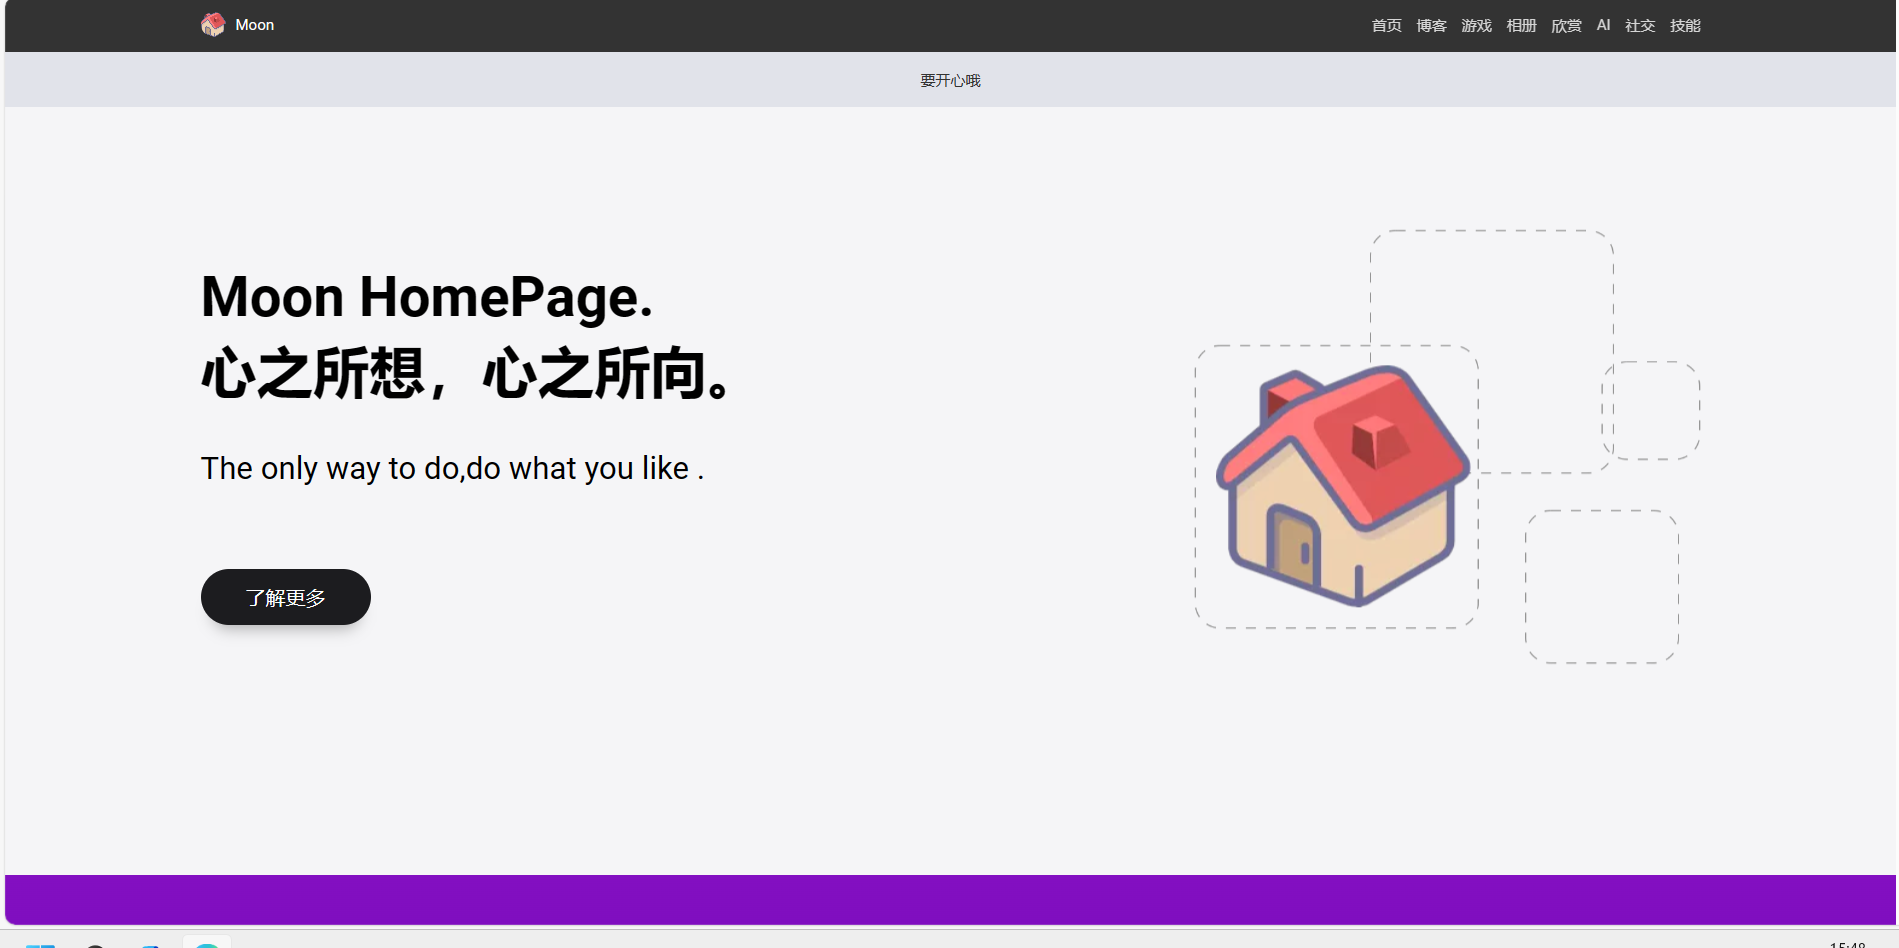 Moon
首页 博客 游戏 相册 欣赏 AI 社交 技能
要开心哦
Moon HomePage.
心之所想，心之所向。
The only way to do,do what you like .
了解更多
15:48